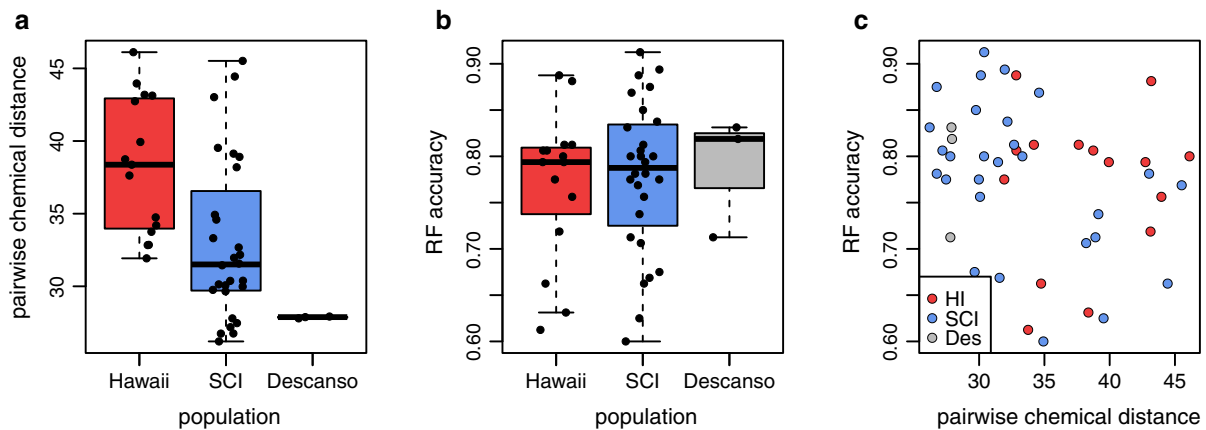 a
pairwise chemical distance
45
40
35
30
Hawaii SCI Descanso
population
b
RF accuracy
0.90
0.80
0.70
0.60
Hawaii SCI Descanso
population
c
RF accuracy
0.90
0.80
0.70
0.60
HI
SCI
Des
30 35 40 45
pairwise chemical distance